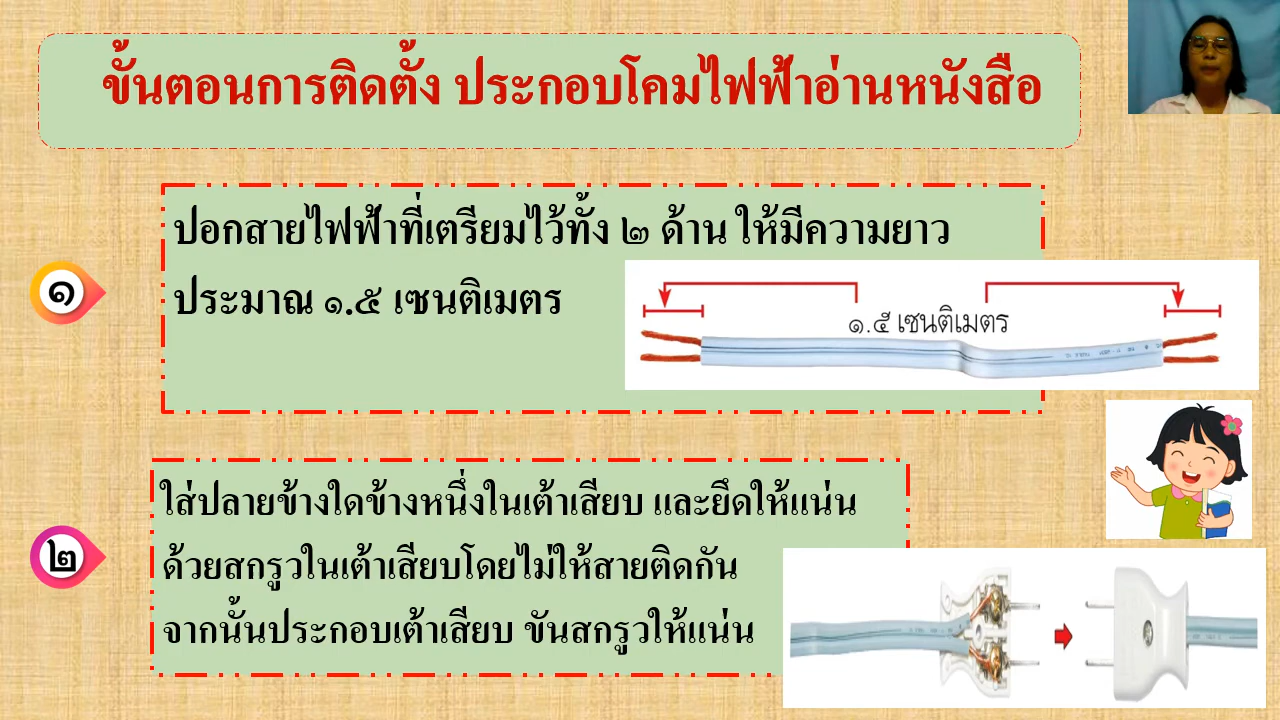 ขั้นตอนการติดตั้ง ประกอบโคมไฟฟ้าอ่านหนังสือ
๑
ปอกสายไฟฟ้าที่เตรียมไว้ทั้ง ๒ ด้าน ให้มีความยาว
ประมาณ ๑.๕ เซนติเมตร
๑.๕ เซนติเมตร
๒
ใส่ปลายข้างใดข้างหนึ่งในเต้าเสียบ และยึดให้แน่น
ด้วยสกรูวในเต้าเสียบโดยไม่ให้สายติดกัน
จากนั้นประกอบเต้าเสียบ ขันสกรูวให้แน่น